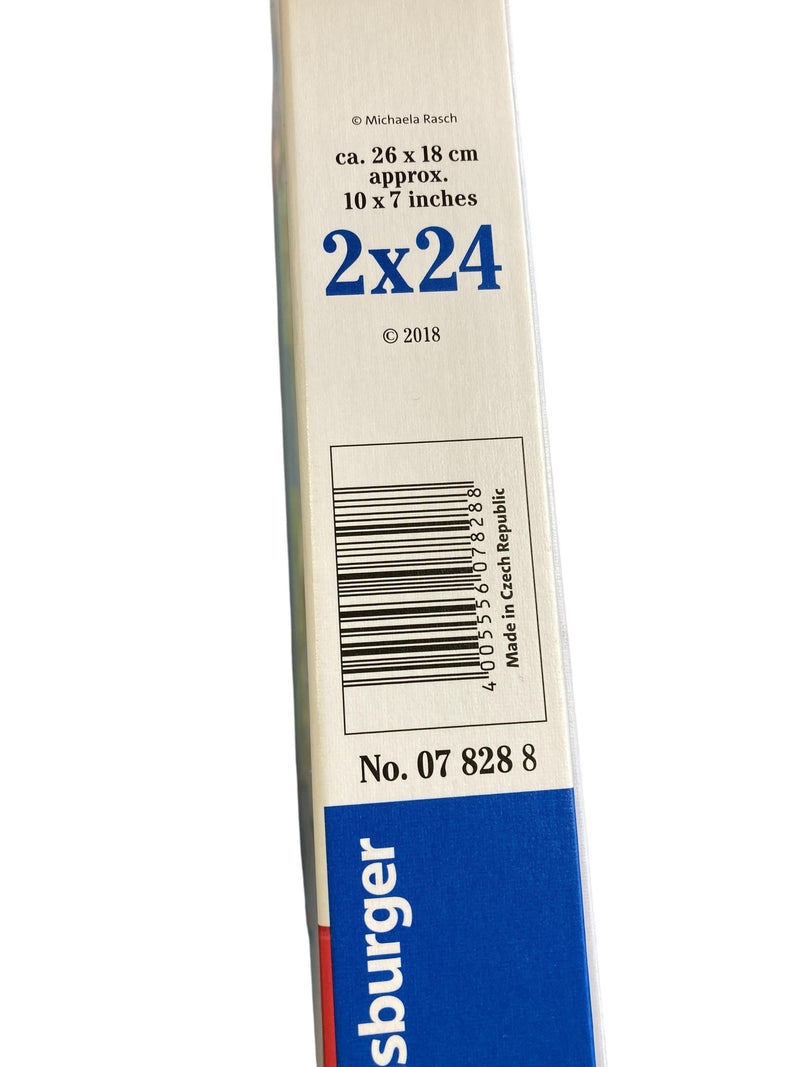 © Michaela Rasch
ca. 26 x 18 cm
approx.
10 x 7 inches
2x24
© 2018
4 005556 078288
Made in Czech Republic
No. 07 828 8
sburger